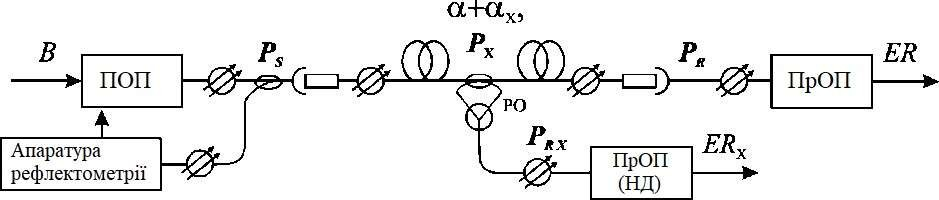 α+αx,
B
ПОП
PS
PX
PR
ПрОП
ER
РО
PRX
ERX
Апаратура
рефлектометрії
ПрОП
(НД)